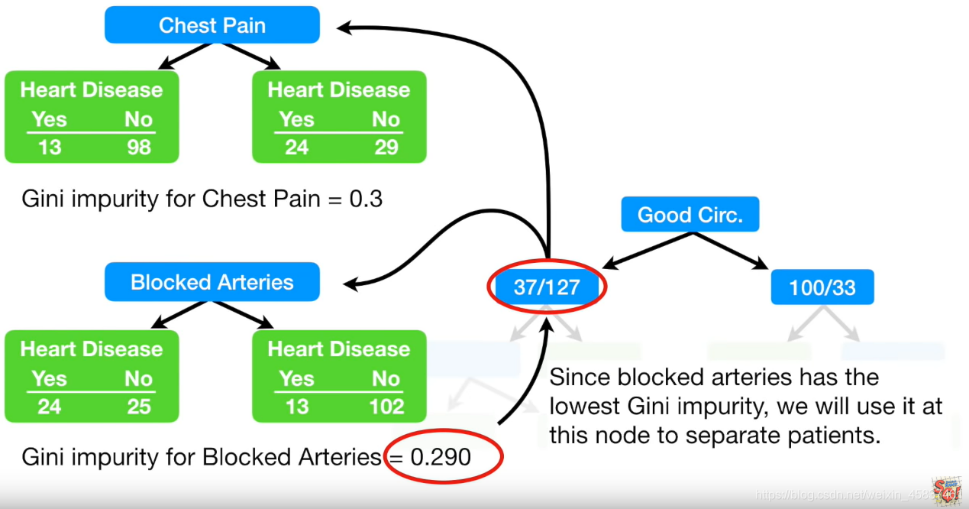 Chest Pain
Heart Disease
Yes No
13 98
Heart Disease
Yes No
24 29
Gini impurity for Chest Pain = 0.3
Good Circ.
37/127
100/33
Blocked Arteries
Heart Disease
Yes No
24 25
Heart Disease
Yes No
13 102
Gini impurity for Blocked Arteries = 0.290
Since blocked arteries has the
lowest Gini impurity, we will use it at
this node to separate patients.